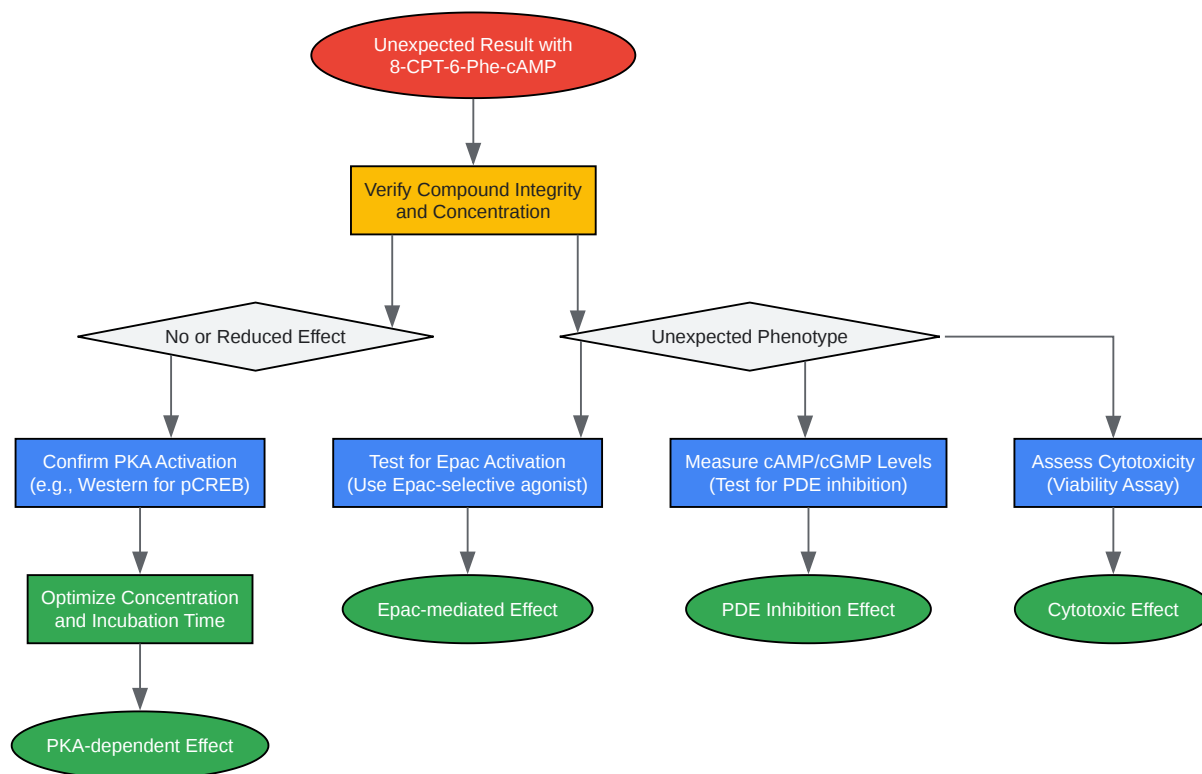 Unexpected Result with
8-CPT-6-Phe-cAMP
Verify Compound Integrity
and Concentration
No or Reduced Effect
Unexpected Phenotype
Confirm PKA Activation
(e.g., Western for pCREB)
Test for Epac Activation
(Use Epac-selective agonist)
Measure cAMP/cGMP Levels
(Test for PDE inhibition)
Assess Cytotoxicity
(Viability Assay)
Optimize Concentration
and Incubation Time
Epac-mediated Effect
PDE Inhibition Effect
Cytotoxic Effect
PKA-dependent Effect